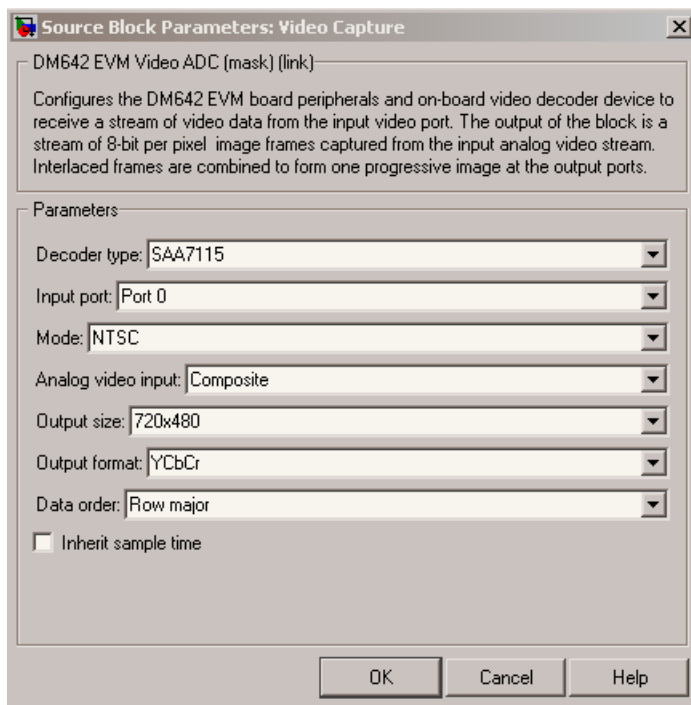 Source Block Parameters: Video Capture
DM642 EVM Video ADC (mask) (link)
Configures the DM642 EVM board peripherals and on-board video decoder device to
receive a stream of video data from the input video port. The output of the block is a
stream of 8-bit per pixel  image frames captured from the input analog video stream.
Interlaced frames are combined to form one progressive image at the output ports.
Parameters
Decoder type: SAA7115
Input port: Port 0
Mode: NTSC
Analog video input: Composite
Output size: 720x480
Output format: YCbCr
Data order: Row major
Inherit sample time
OK Cancel Help